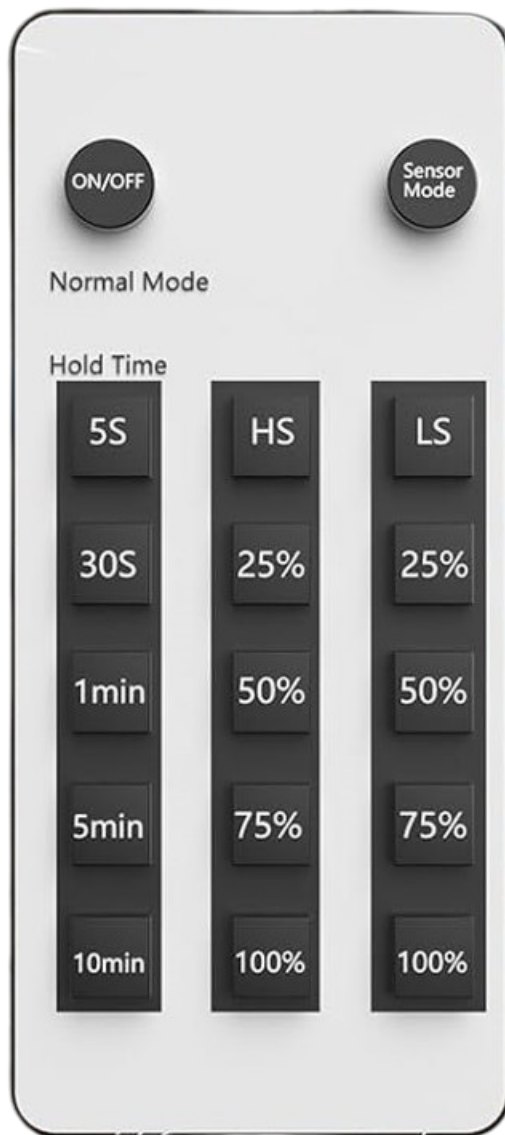 ON/OFF
Sensor
Mode
Normal Mode
Hold Time
5S HS LS
30S 25% 25%
1min 50% 50%
5min 75% 75%
10min 100% 100%